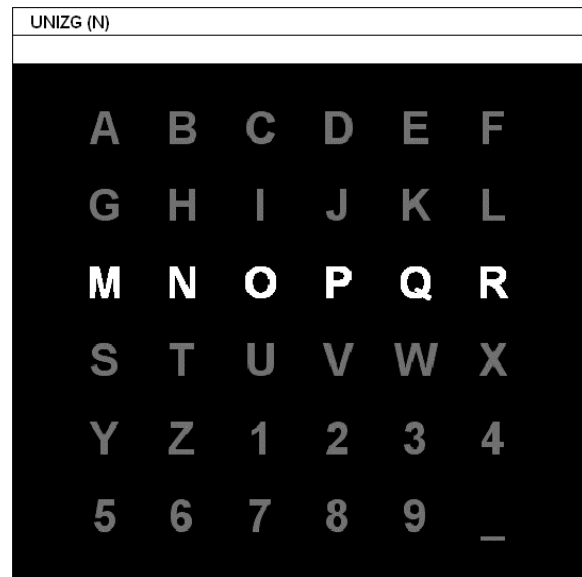 UNIZG (N)
A B C D E F
G H I J K L
M N O P Q R
S T U V W X
Y Z 1 2 3 4
5 6 7 8 9 _